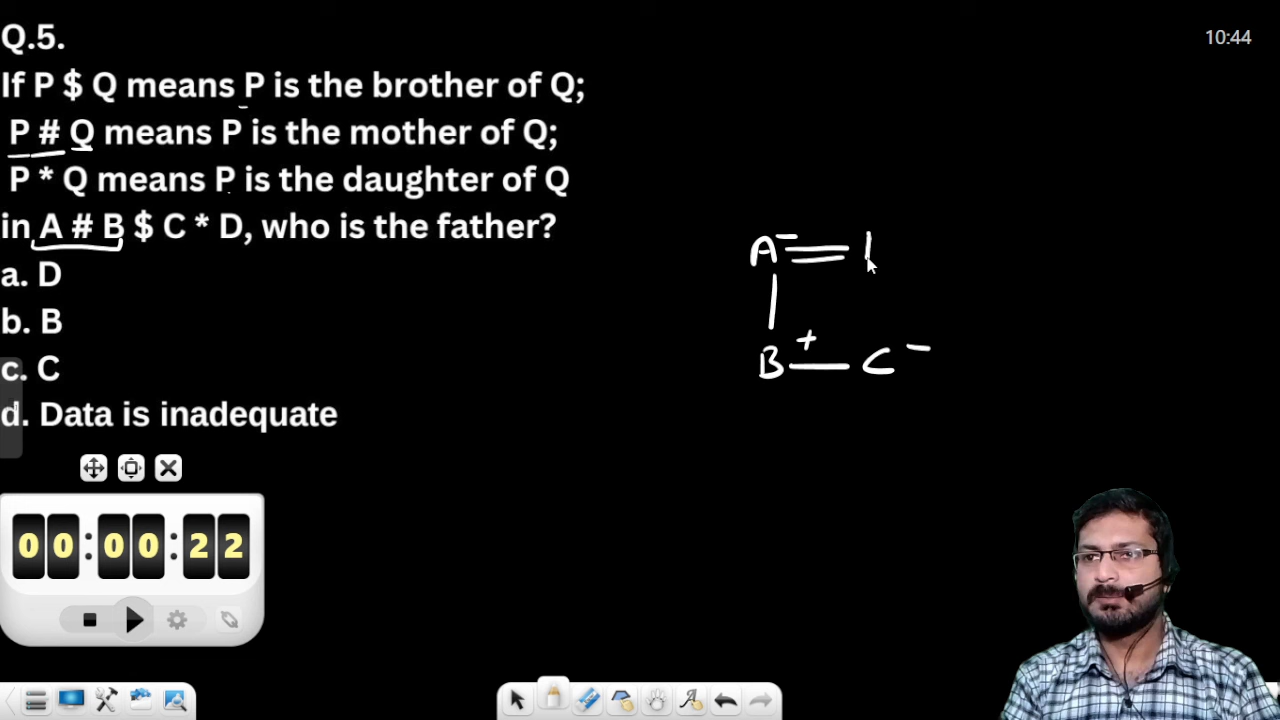 Q.5.
10:44
If P $ Q means P is the brother of Q;
P # Q means P is the mother of Q;
P * Q means P is the daughter of Q
in A # B $ C * D, who is the father?
a. D
b. B
c. C
d. Data is inadequate
A − = I
B + — C −
00:00:22